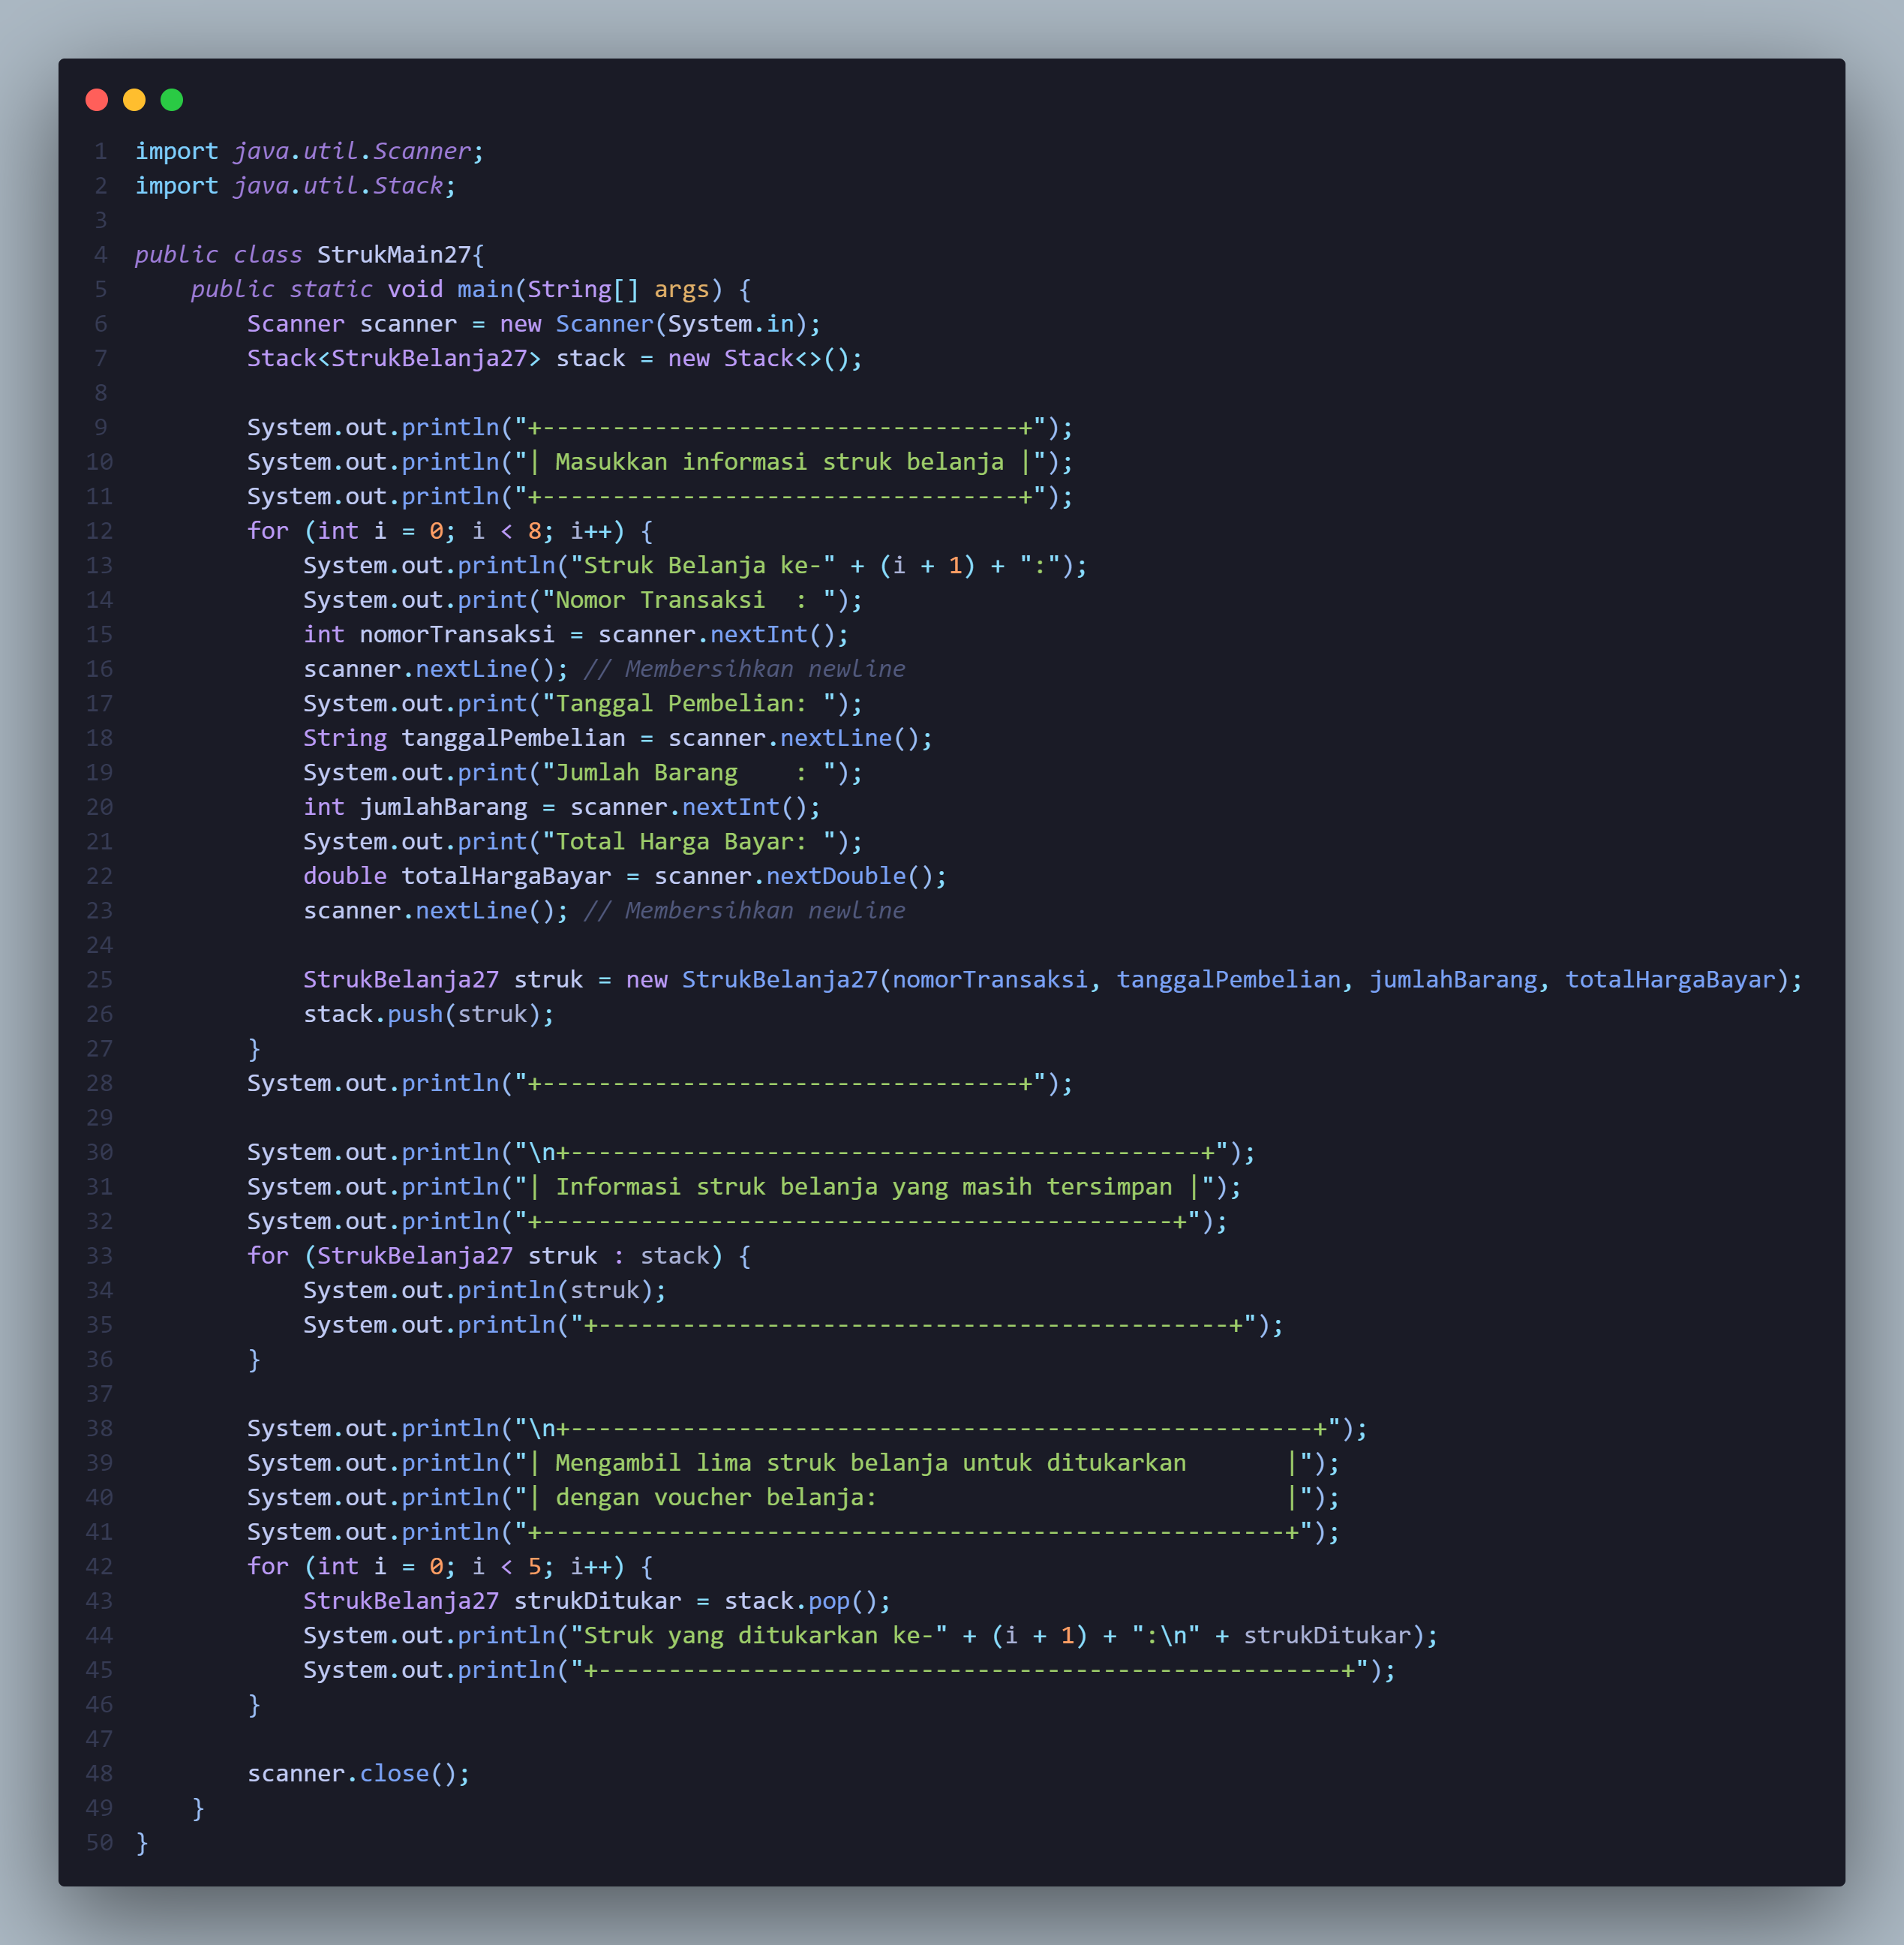 1 import java.util.Scanner;
2 import java.util.Stack;
3
4 public class StrukMain27{
5     public static void main(String[] args) {
6         Scanner scanner = new Scanner(System.in);
7         Stack<StrukBelanja27> stack = new Stack<>();
8
9         System.out.println("+----------------------------------+");
10         System.out.println("| Masukkan informasi struk belanja |");
11         System.out.println("+----------------------------------+");
12         for (int i = 0; i < 8; i++) {
13             System.out.println("Struk Belanja ke-" + (i + 1) + ":");
14             System.out.print("Nomor Transaksi  : ");
15             int nomorTransaksi = scanner.nextInt();
16             scanner.nextLine(); // Membersihkan newline
17             System.out.print("Tanggal Pembelian: ");
18             String tanggalPembelian = scanner.nextLine();
19             System.out.print("Jumlah Barang    : ");
20             int jumlahBarang = scanner.nextInt();
21             System.out.print("Total Harga Bayar: ");
22             double totalHargaBayar = scanner.nextDouble();
23             scanner.nextLine(); // Membersihkan newline
24
25             StrukBelanja27 struk = new StrukBelanja27(nomorTransaksi, tanggalPembelian, jumlahBarang, totalHargaBayar);
26             stack.push(struk);
27         }
28         System.out.println("+----------------------------------+");
29
30         System.out.println("\n+---------------------------------------------+");
31         System.out.println("| Informasi struk belanja yang masih tersimpan |");
32         System.out.println("+---------------------------------------------+");
33         for (StrukBelanja27 struk : stack) {
34             System.out.println(struk);
35             System.out.println("+---------------------------------------------+");
36         }
37
38         System.out.println("\n+-----------------------------------------------------+");
39         System.out.println("| Mengambil lima struk belanja untuk ditukarkan       |");
40         System.out.println("| dengan voucher belanja:                             |");
41         System.out.println("+-----------------------------------------------------+");
42         for (int i = 0; i < 5; i++) {
43             StrukBelanja27 strukDitukar = stack.pop();
44             System.out.println("Struk yang ditukarkan ke-" + (i + 1) + ":\n" + strukDitukar);
45             System.out.println("+-----------------------------------------------------+");
46         }
47
48         scanner.close();
49     }
50 }